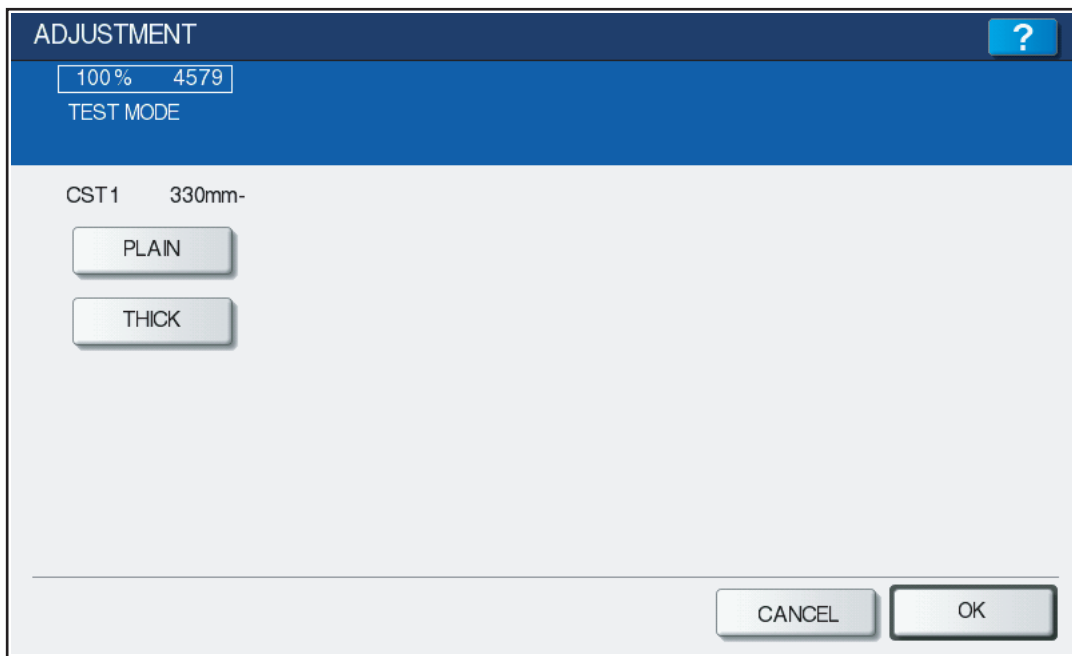 ADJUSTMENT ?
100% 4579
TEST MODE
CST1 330mm-
PLAIN
THICK
CANCEL OK